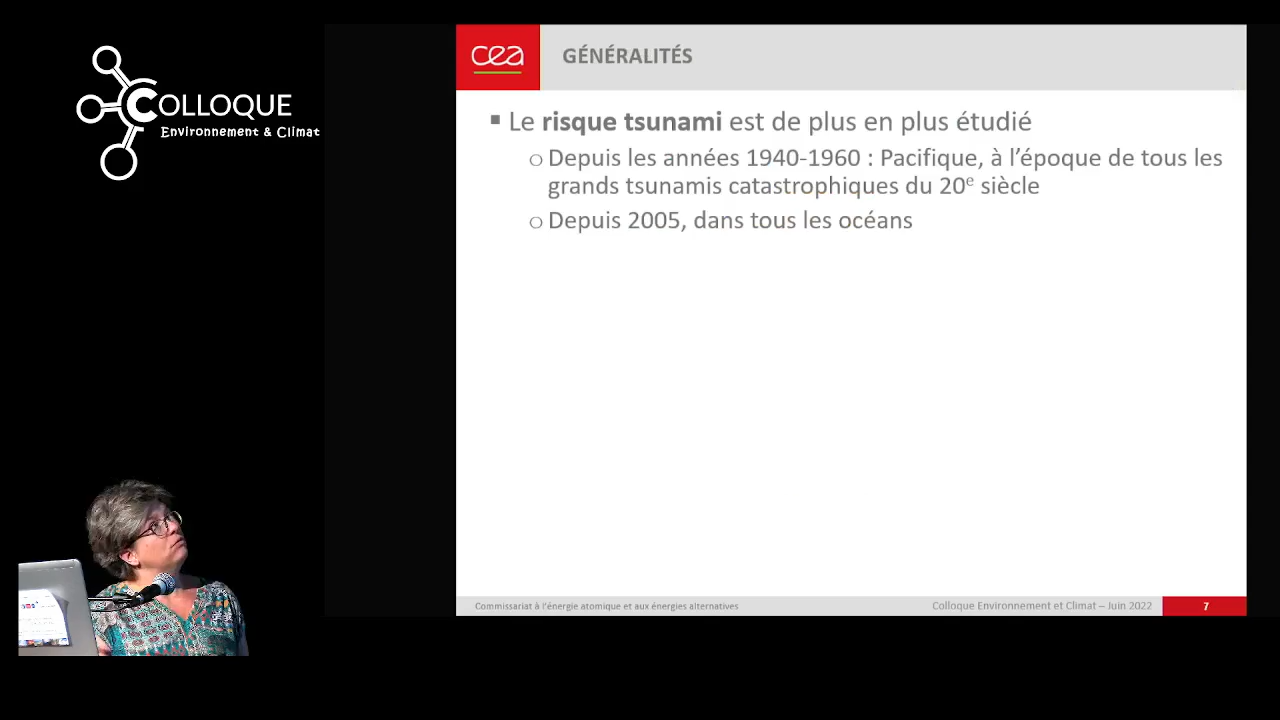 COLLOQUE
Environnement & Climat
cea
GÉNÉRALITÉS
▪ Le risque tsunami est de plus en plus étudié
o Depuis les années 1940-1960 : Pacifique, à l’époque de tous les
grands tsunamis catastrophiques du 20e siècle
o Depuis 2005, dans tous les océans
Commissariat à l’énergie atomique et aux énergies alternatives
Colloque Environnement et Climat – Juin 2022
7